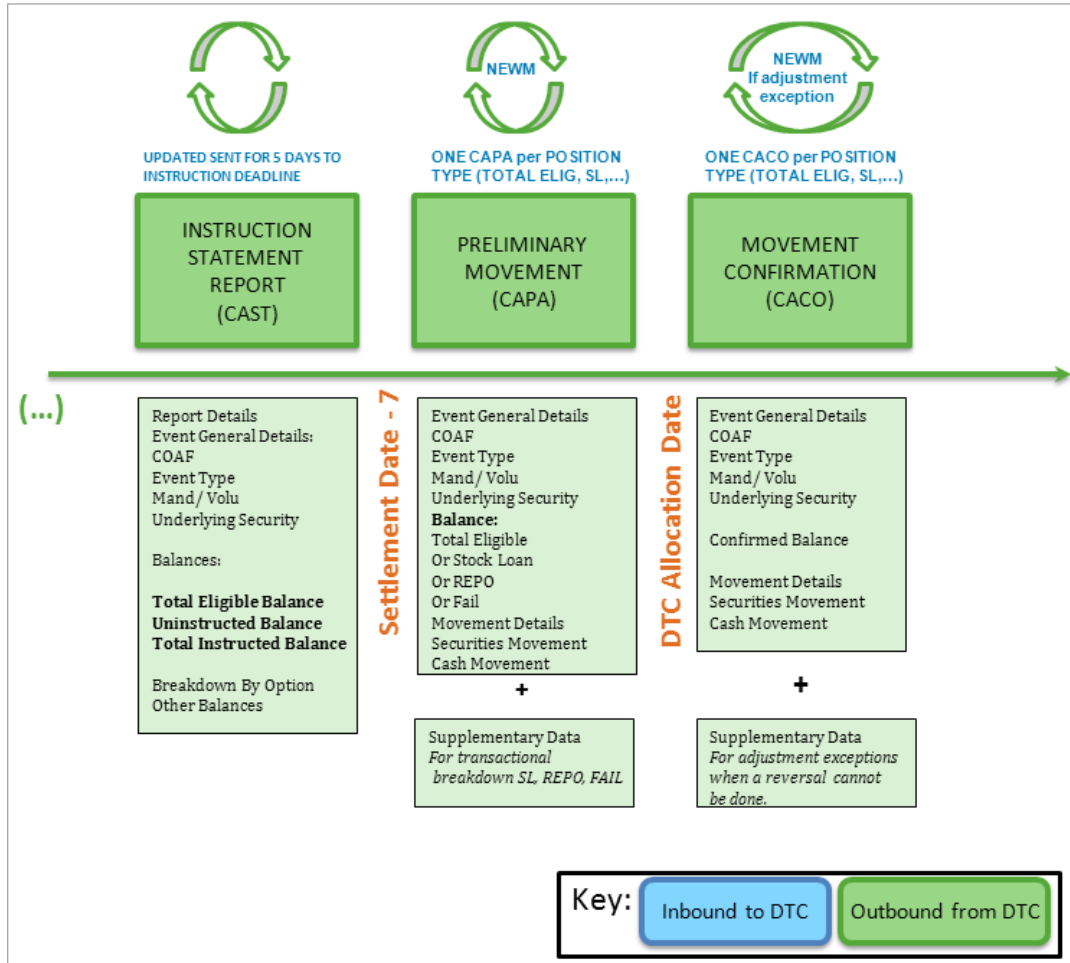 NEWM
NEWM
If adjustment
exception
UPDATED SENT FOR 5 DAYS TO
INSTRUCTION DEADLINE
ONE CAPA per POSITION
TYPE (TOTAL ELIG, SL,...)
ONE CACO per POSITION
TYPE (TOTAL ELIG, SL,...)
INSTRUCTION
STATEMENT
REPORT
(CAST)
PRELIMINARY
MOVEMENT
(CAPA)
MOVEMENT
CONFIRMATION
(CACO)
(...)
Report Details
Event General Details:
COAF
Event Type
Mand/ Volu
Underlying Security
Balances:
Total Eligible Balance
Uninstructed Balance
Total Instructed Balance
Breakdown By Option
Other Balances
Settlement Date - 7
Event General Details
COAF
Event Type
Mand/ Volu
Underlying Security
Balance:
Total Eligible
Or Stock Loan
Or REPO
Or Fail
Movement Details
Securities Movement
Cash Movement
+
Supplementary Data
For transactional
breakdown SL, REPO, FAIL
DTC Allocation Date
Event General Details
COAF
Event Type
Mand/ Volu
Underlying Security
Confirmed Balance
Movement Details
Securities Movement
Cash Movement
+
Supplementary Data
For adjustment exceptions
when a reversal cannot
be done.
Key:
Inbound to DTC
Outbound from DTC